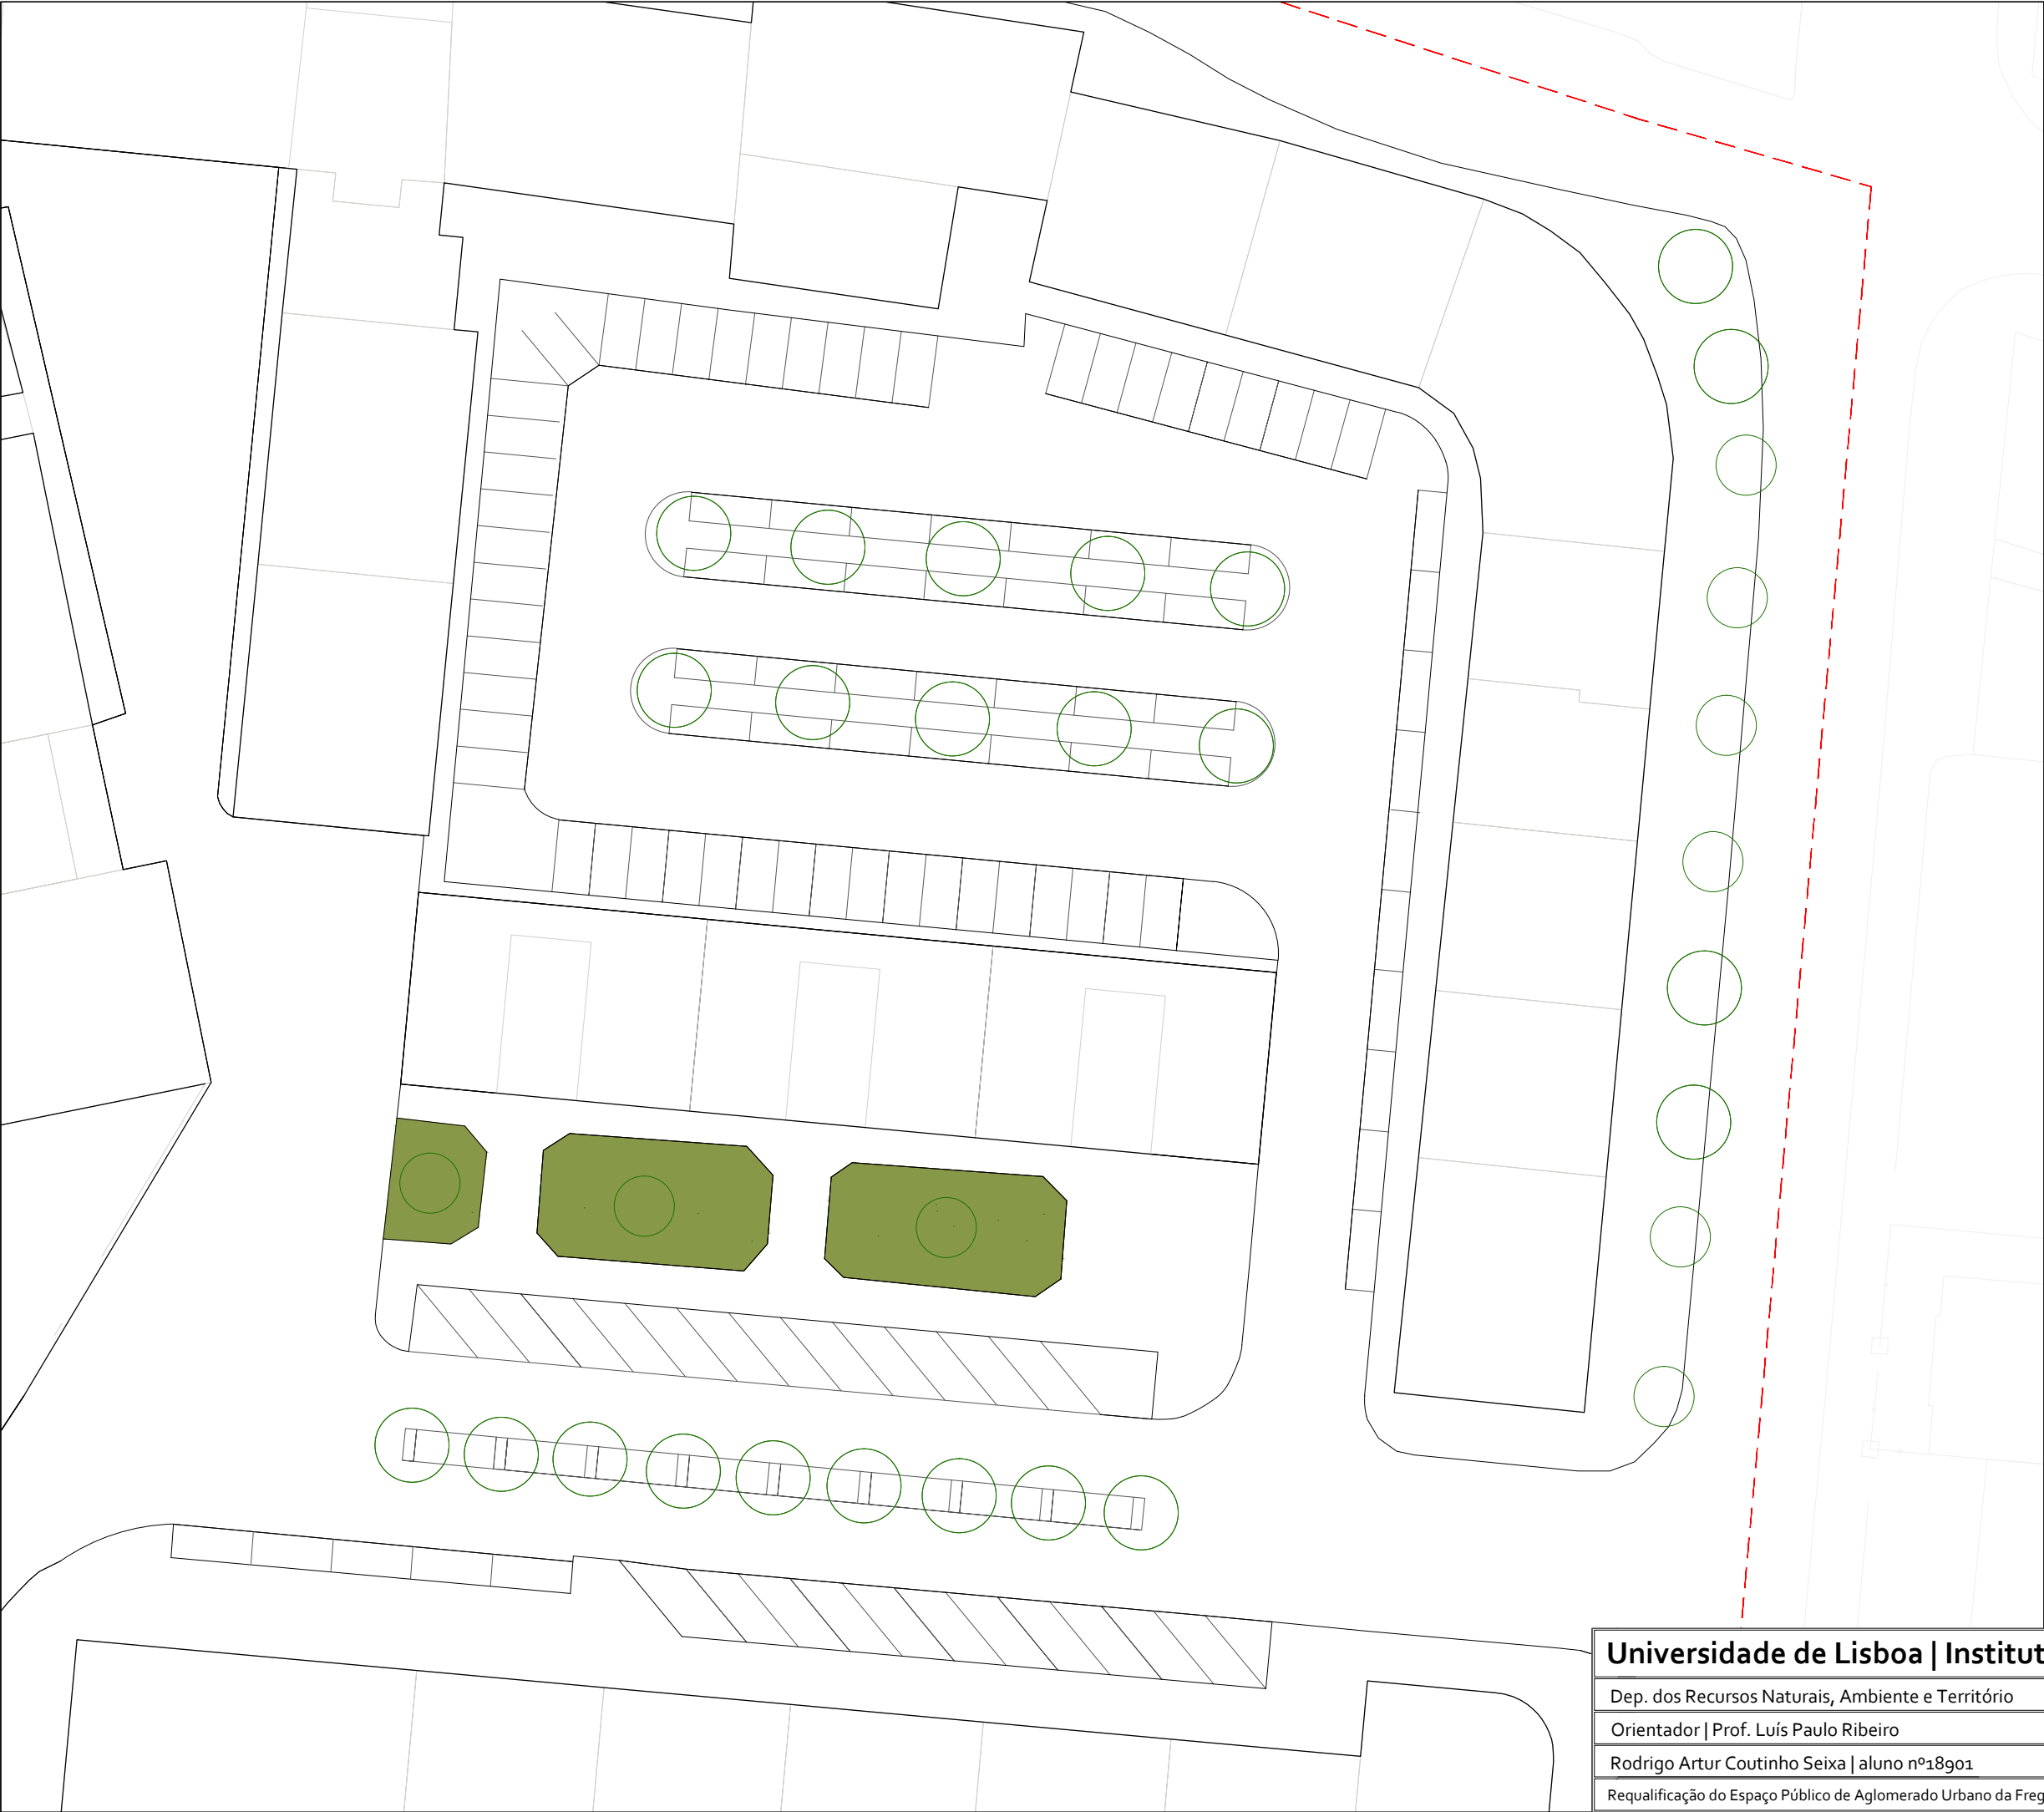 Universidade de Lisboa | Institut
Dep. dos Recursos Naturais, Ambiente e Território
Orientador | Prof. Luís Paulo Ribeiro
Rodrigo Artur Coutinho Seixa | aluno nº18901
Requalificação do Espaço Público de Aglomerado Urbano da Freg